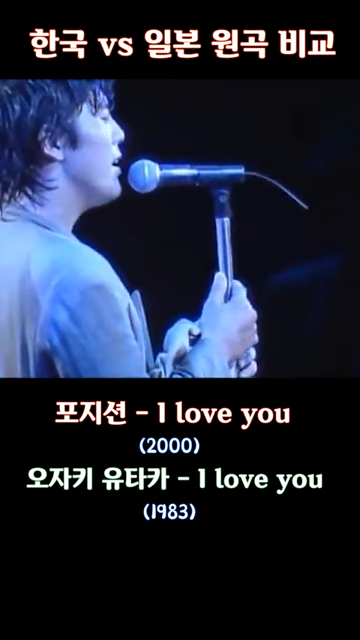 한국 vs 일본 원곡 비교
포지션 - I love you
(2000)
오자키 유타카 - I love you
(1983)